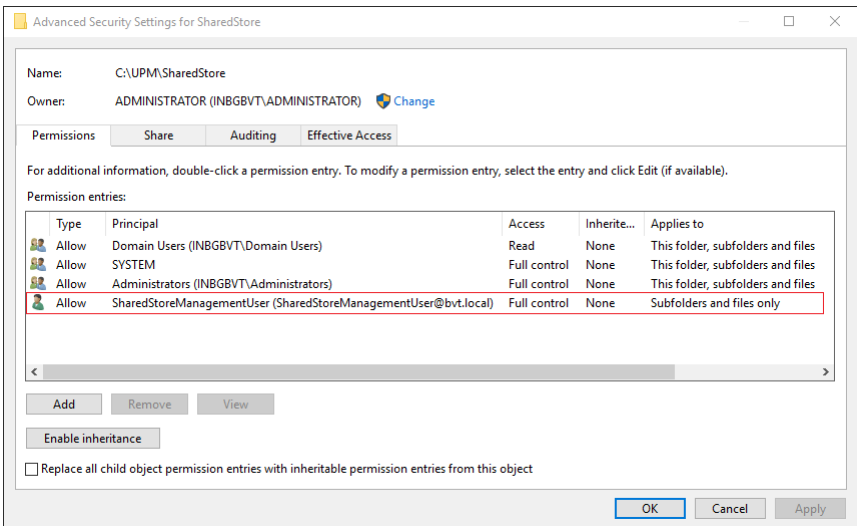 Advanced Security Settings for SharedStore
Name: C:\UPM\SharedStore
Owner: ADMINISTRATOR (INBGBVT\ADMINISTRATOR) Change
Permissions Share Auditing Effective Access
For additional information, double-click a permission entry. To modify a permission entry, select the entry and click Edit (if available).
Permission entries:
Type Principal Access Inherite... Applies to
Allow Domain Users (INBGBVT\Domain Users) Read None This folder, subfolders and files
Allow SYSTEM Full control None This folder, subfolders and files
Allow Administrators (INBGBVT\Administrators) Full control None This folder, subfolders and files
Allow SharedStoreManagementUser (SharedStoreManagementUser@bvt.local) Full control None Subfolders and files only
Add Remove View
Enable inheritance
Replace all child object permission entries with inheritable permission entries from this object
OK Cancel Apply